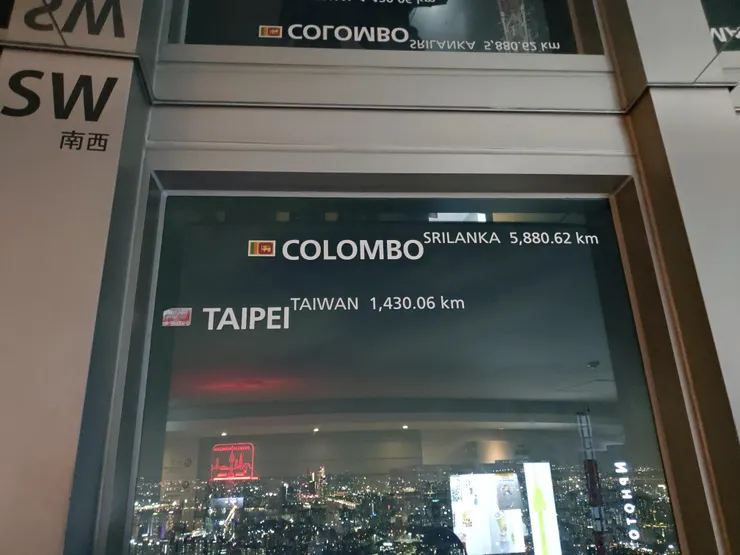 SW
南西
COLOMBO SRILANKA 5,880.62 km
COLOMBO SRILANKA 5,880.62 km
TAIPEI TAIWAN 1,430.06 km
PHOTO